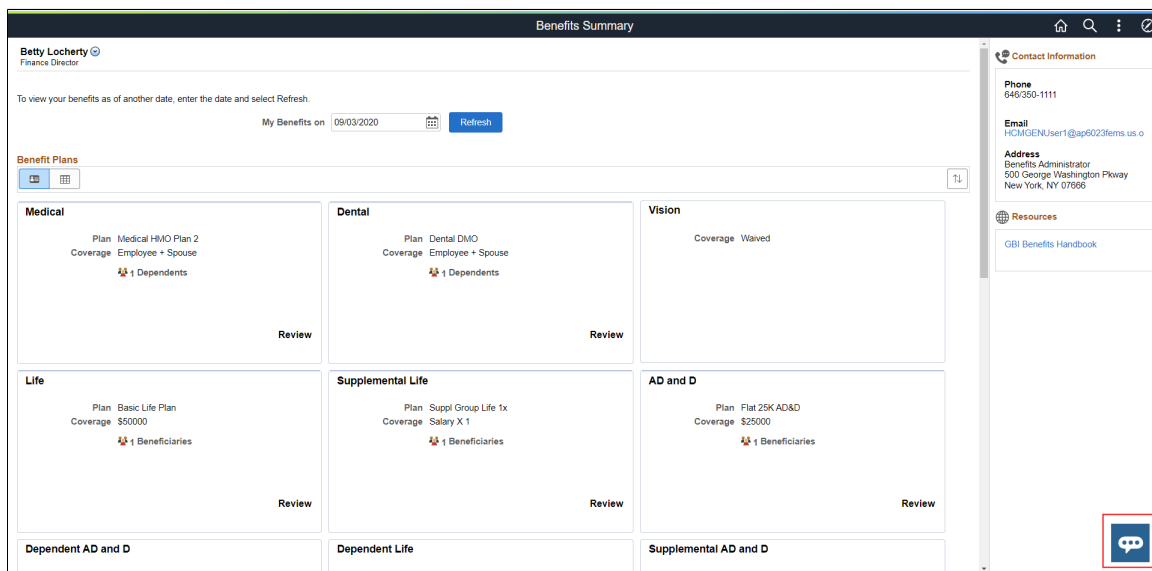 Benefits Summary
Betty Locherty
Finance Director
To view your benefits as of another date, enter the date and select Refresh.
My Benefits on 09/03/2020 Refresh
Benefit Plans
Medical
Plan Medical HMO Plan 2
Coverage Employee + Spouse
1 Dependents
Review
Dental
Plan Dental DMO
Coverage Employee + Spouse
1 Dependents
Review
Vision
Coverage Waived
Life
Plan Basic Life Plan
Coverage $50000
1 Beneficiaries
Review
Supplemental Life
Plan Suppl Group Life 1x
Coverage Salary X 1
1 Beneficiaries
Review
AD and D
Plan Flat 25K AD&D
Coverage $25000
1 Beneficiaries
Review
Dependent AD and D
Dependent Life
Supplemental AD and D
Contact Information
Phone
646/350-1111
Email
HCMGENUser1@ap6023fems.us.o
Address
Benefits Administrator
500 George Washington Pkway
New York, NY 07666
Resources
GBI Benefits Handbook